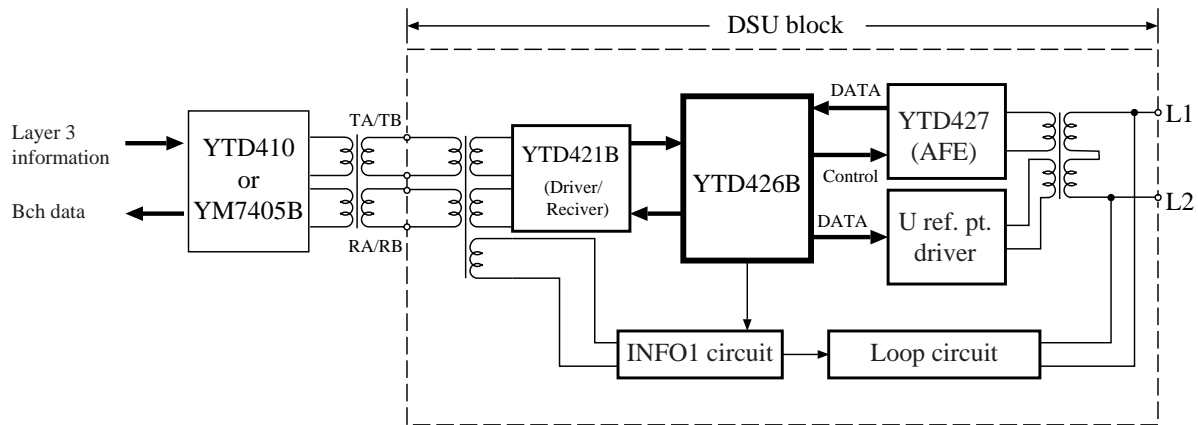 DSU block
Layer 3
information
Bch data
YTD410
or
YM7405B
TA/TB
RA/RB
YTD421B
(Driver/
Reciver)
YTD426B
DATA
Control
DATA
YTD427
(AFE)
U ref. pt.
driver
L1
L2
INFO1 circuit
Loop circuit